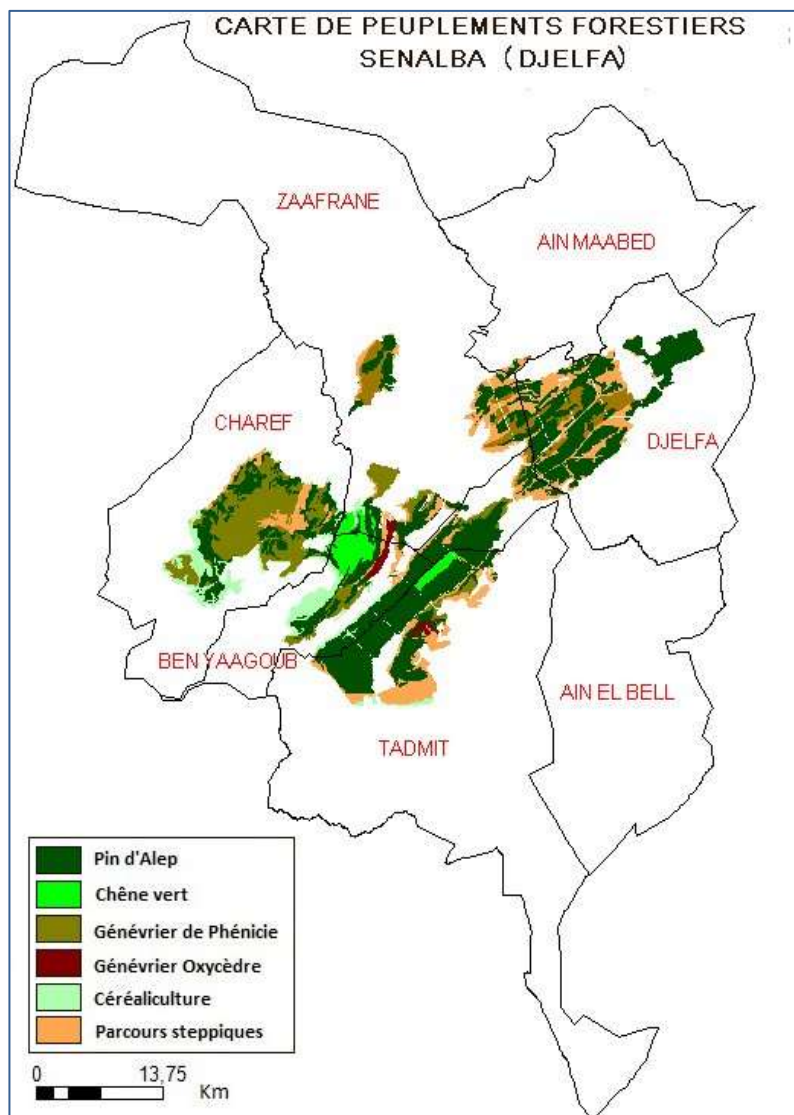 CARTE DE PEUPLEMENTS FORESTIERS
SENALBA ( DJELFA)
ZAAFRANE
AIN MAABED
CHAREF
DJELFA
BEN YAAGOUB
AIN EL BELL
TADMIT
Pin d'Alep
Chêne vert
Génévrier de Phénicie
Génévrier Oxycèdre
Céréaliculture
Parcours steppiques
0 13,75
Km